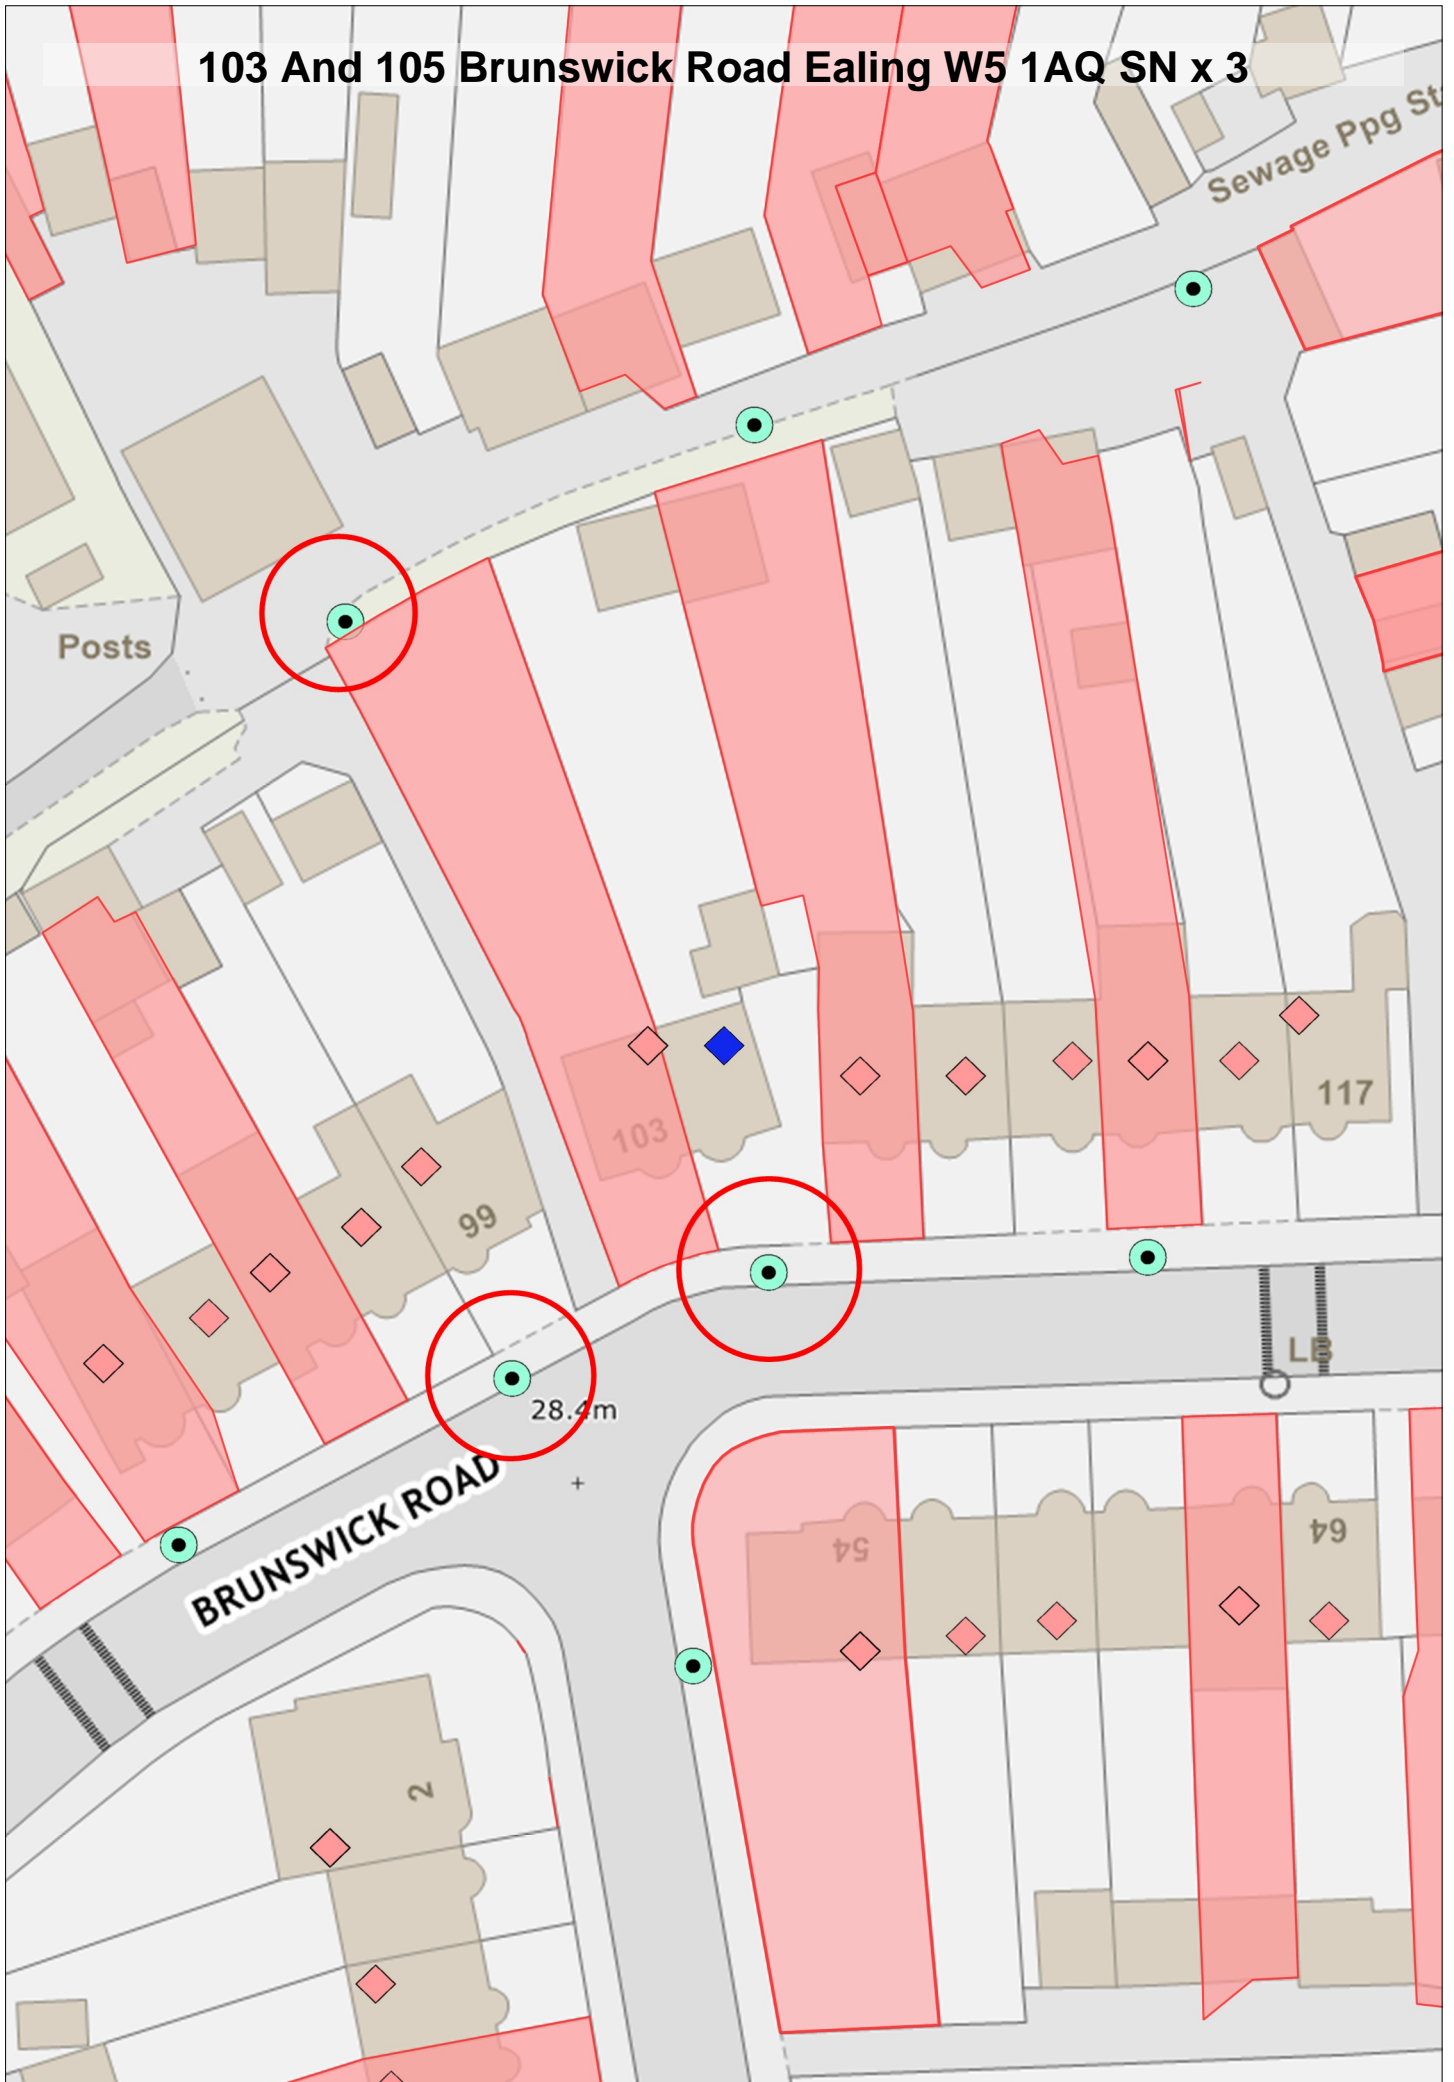 103 And 105 Brunswick Road Ealing W5 1AQ SN x 3
Sewage Ppg St
Posts
117
103
99
LB
28.4m
BRUNSWICK ROAD
54
64
2